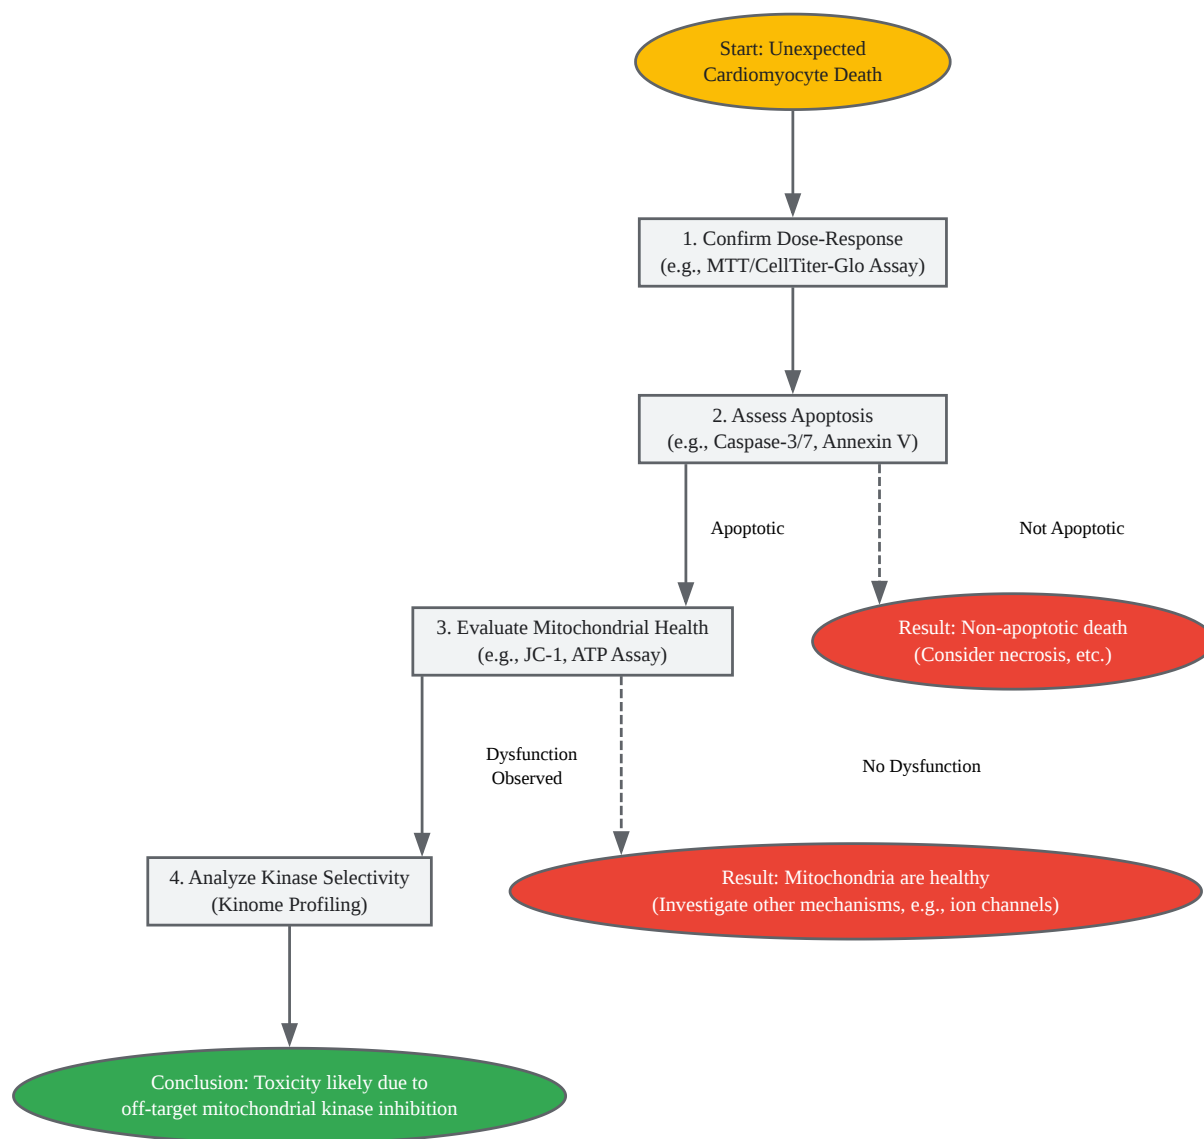 Start: Unexpected
Cardiomyocyte Death
1. Confirm Dose-Response
(e.g., MTT/CellTiter-Glo Assay)
2. Assess Apoptosis
(e.g., Caspase-3/7, Annexin V)
Apoptotic
Not Apoptotic
3. Evaluate Mitochondrial Health
(e.g., JC-1, ATP Assay)
Result: Non-apoptotic death
(Consider necrosis, etc.)
Dysfunction
Observed
No Dysfunction
4. Analyze Kinase Selectivity
(Kinome Profiling)
Result: Mitochondria are healthy
(Investigate other mechanisms, e.g., ion channels)
Conclusion: Toxicity likely due to
off-target mitochondrial kinase inhibition